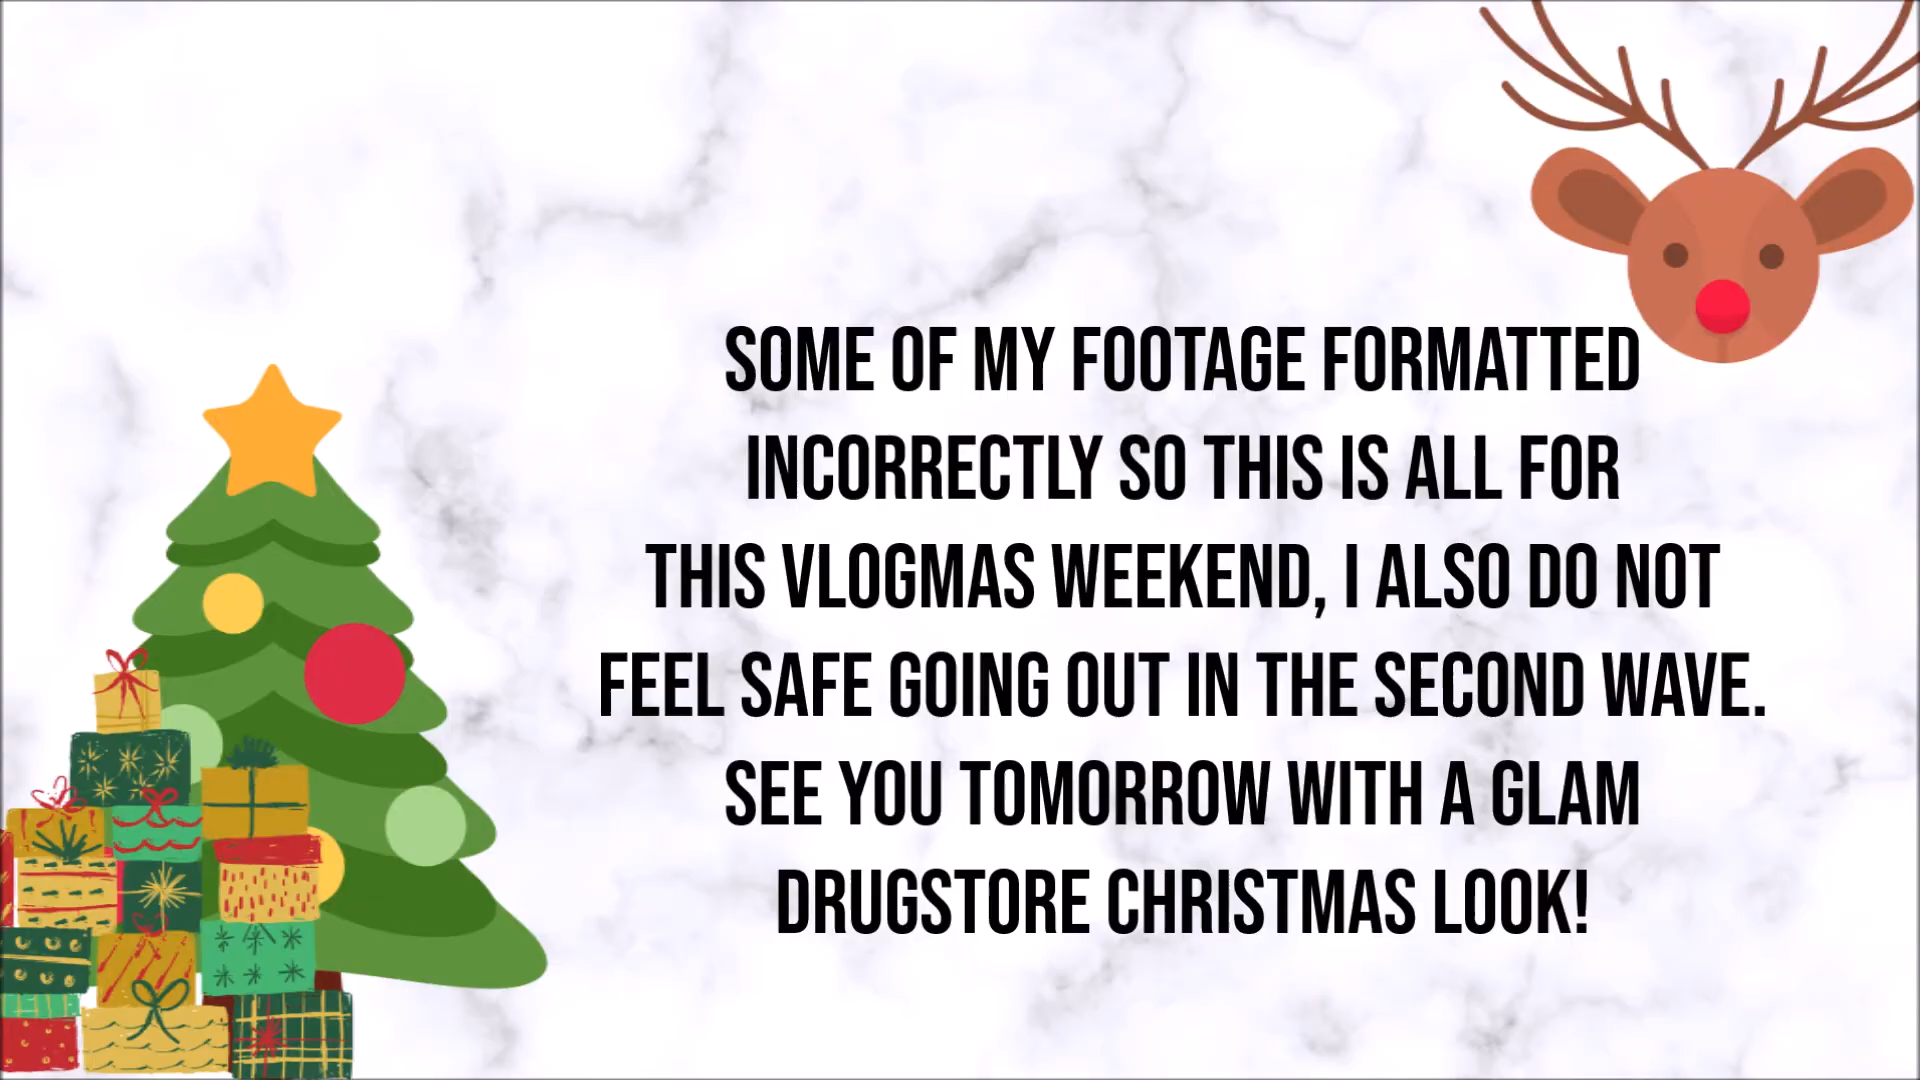 SOME OF MY FOOTAGE FORMATTED
INCORRECTLY SO THIS IS ALL FOR
THIS VLOGMAS WEEKEND, I ALSO DO NOT
FEEL SAFE GOING OUT IN THE SECOND WAVE.
SEE YOU TOMORROW WITH A GLAM
DRUGSTORE CHRISTMAS LOOK!